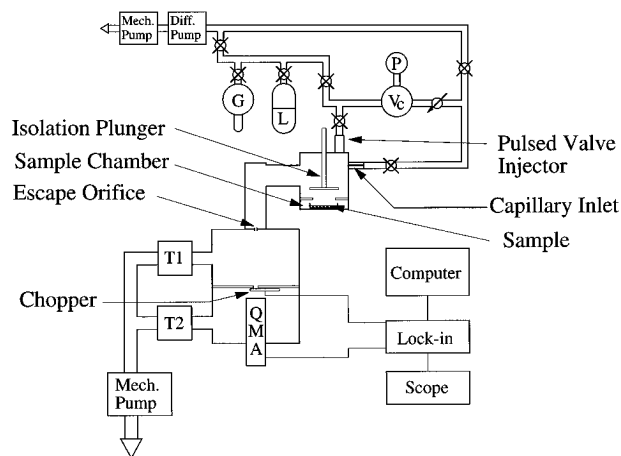 Mech.
Pump
Diff.
Pump
P
G
L
Vc
Isolation Plunger
Sample Chamber
Escape Orifice
Pulsed Valve
Injector
Capillary Inlet
Sample
T1
Chopper
T2
Q
M
A
Computer
Lock-in
Scope
Mech.
Pump